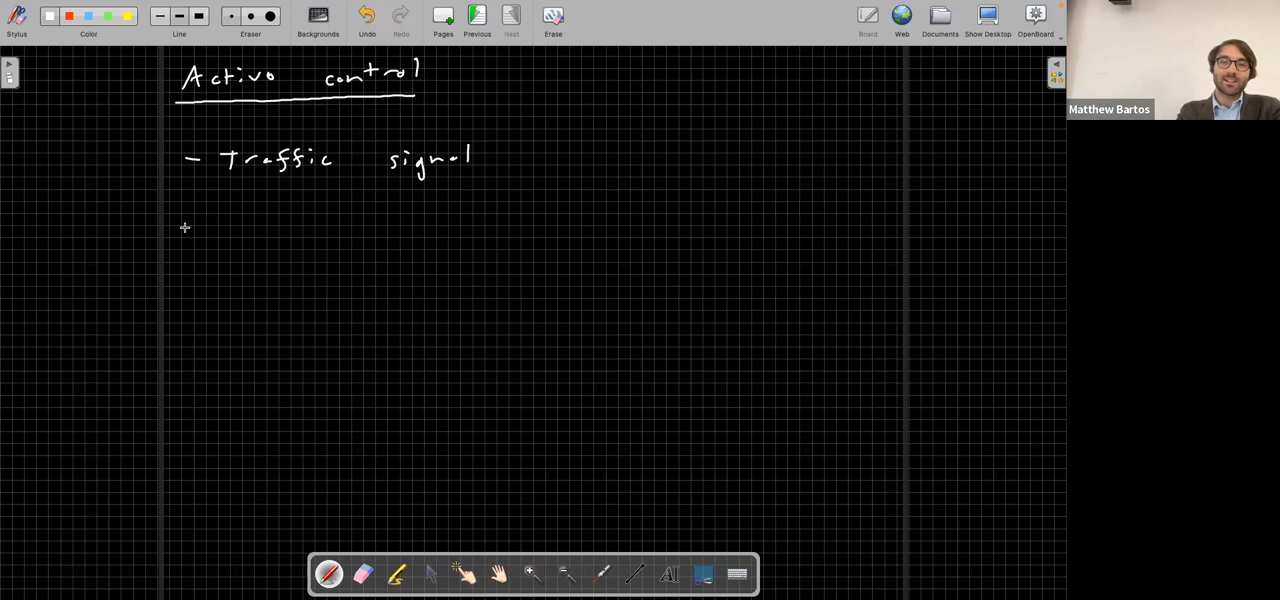 Stylus
Color
Line
Eraser
Backgrounds
Undo
Redo
Pages
Previous
Next
Erase
Board
Web
Documents
Show Desktop
OpenBoard
Matthew Bartos
Active control
- Traffic signal
AI